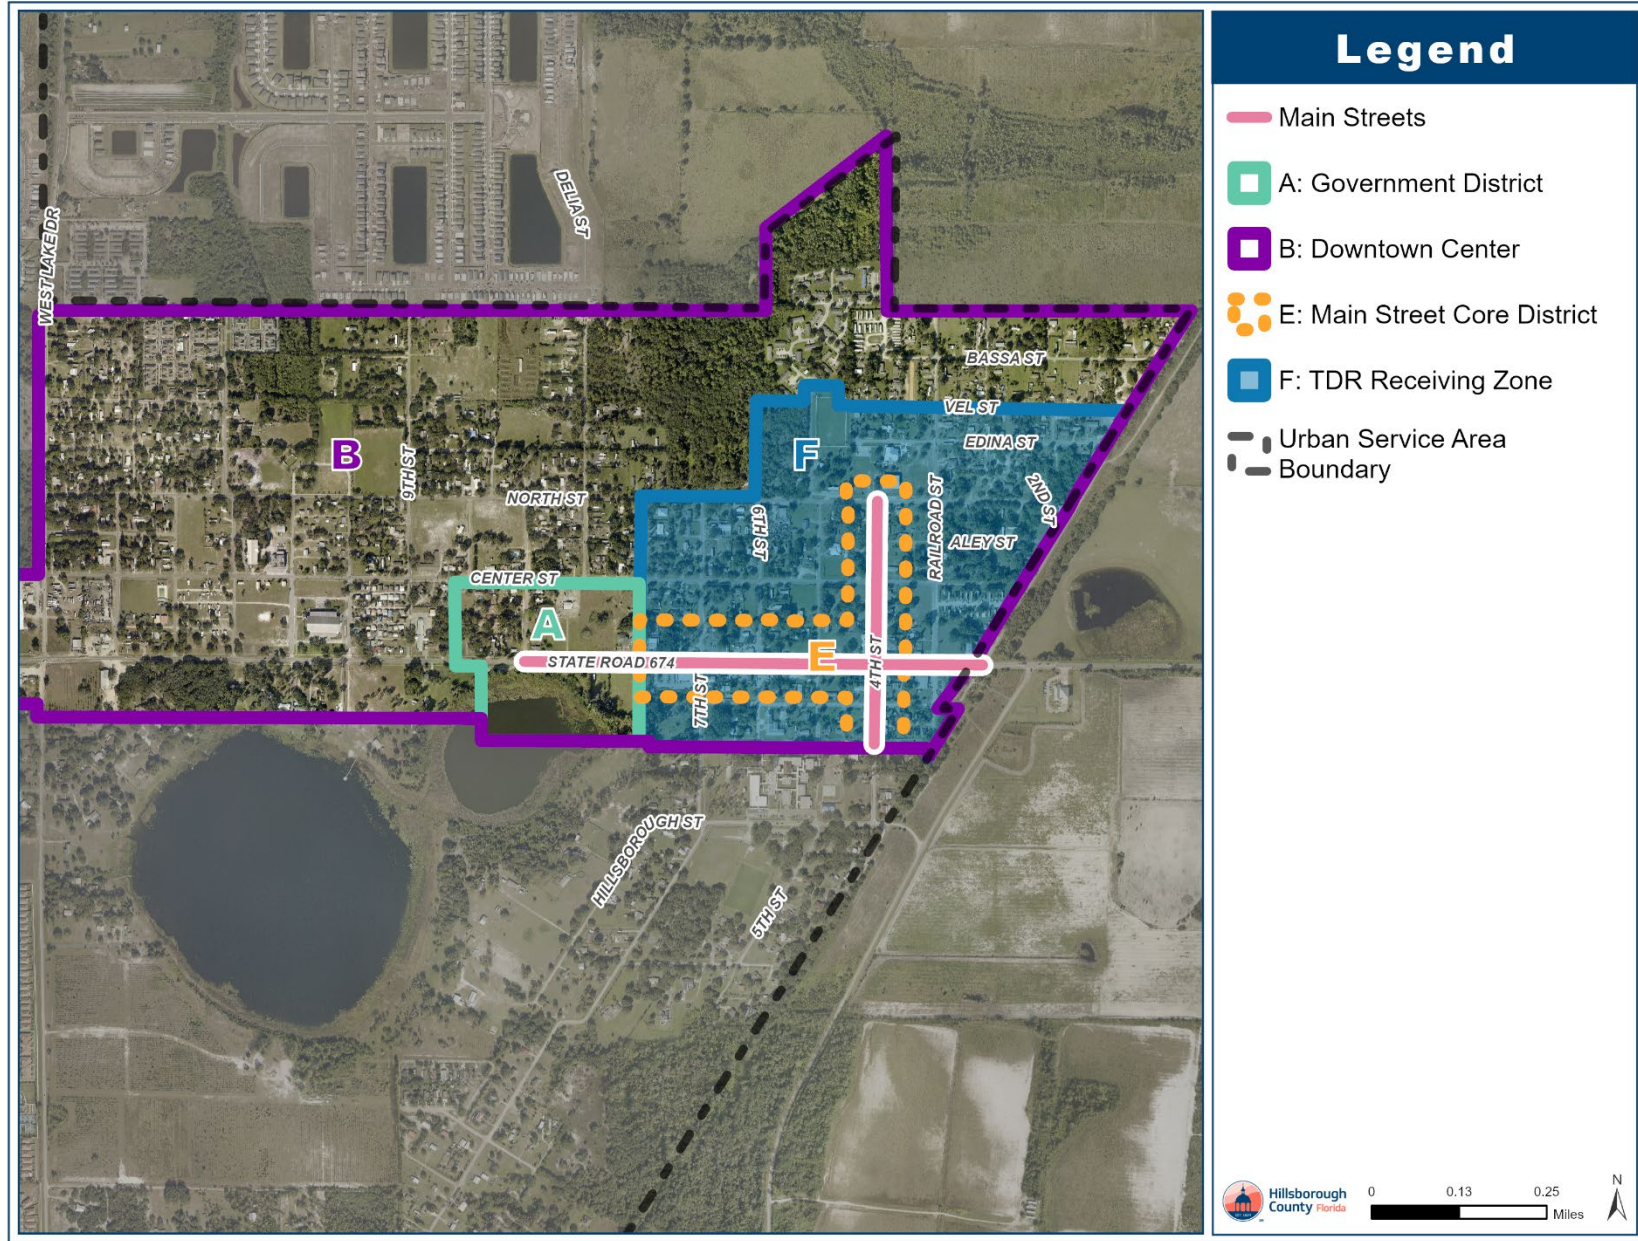 Legend
Main Streets
A: Government District
B: Downtown Center
E: Main Street Core District
F: TDR Receiving Zone
Urban Service Area
Boundary
WEST LAKE DR
DELIA ST
BASSA ST
VEL ST
EDINA ST
B
F
9TH ST
NORTH ST
6TH ST
RAILROAD ST
2ND ST
ALEY ST
CENTER ST
A
STATE ROAD 674
E
4TH ST
7TH ST
HILLSBOROUGH ST
5TH ST
Hillsborough
County Florida
0 0.13 0.25
Miles
N